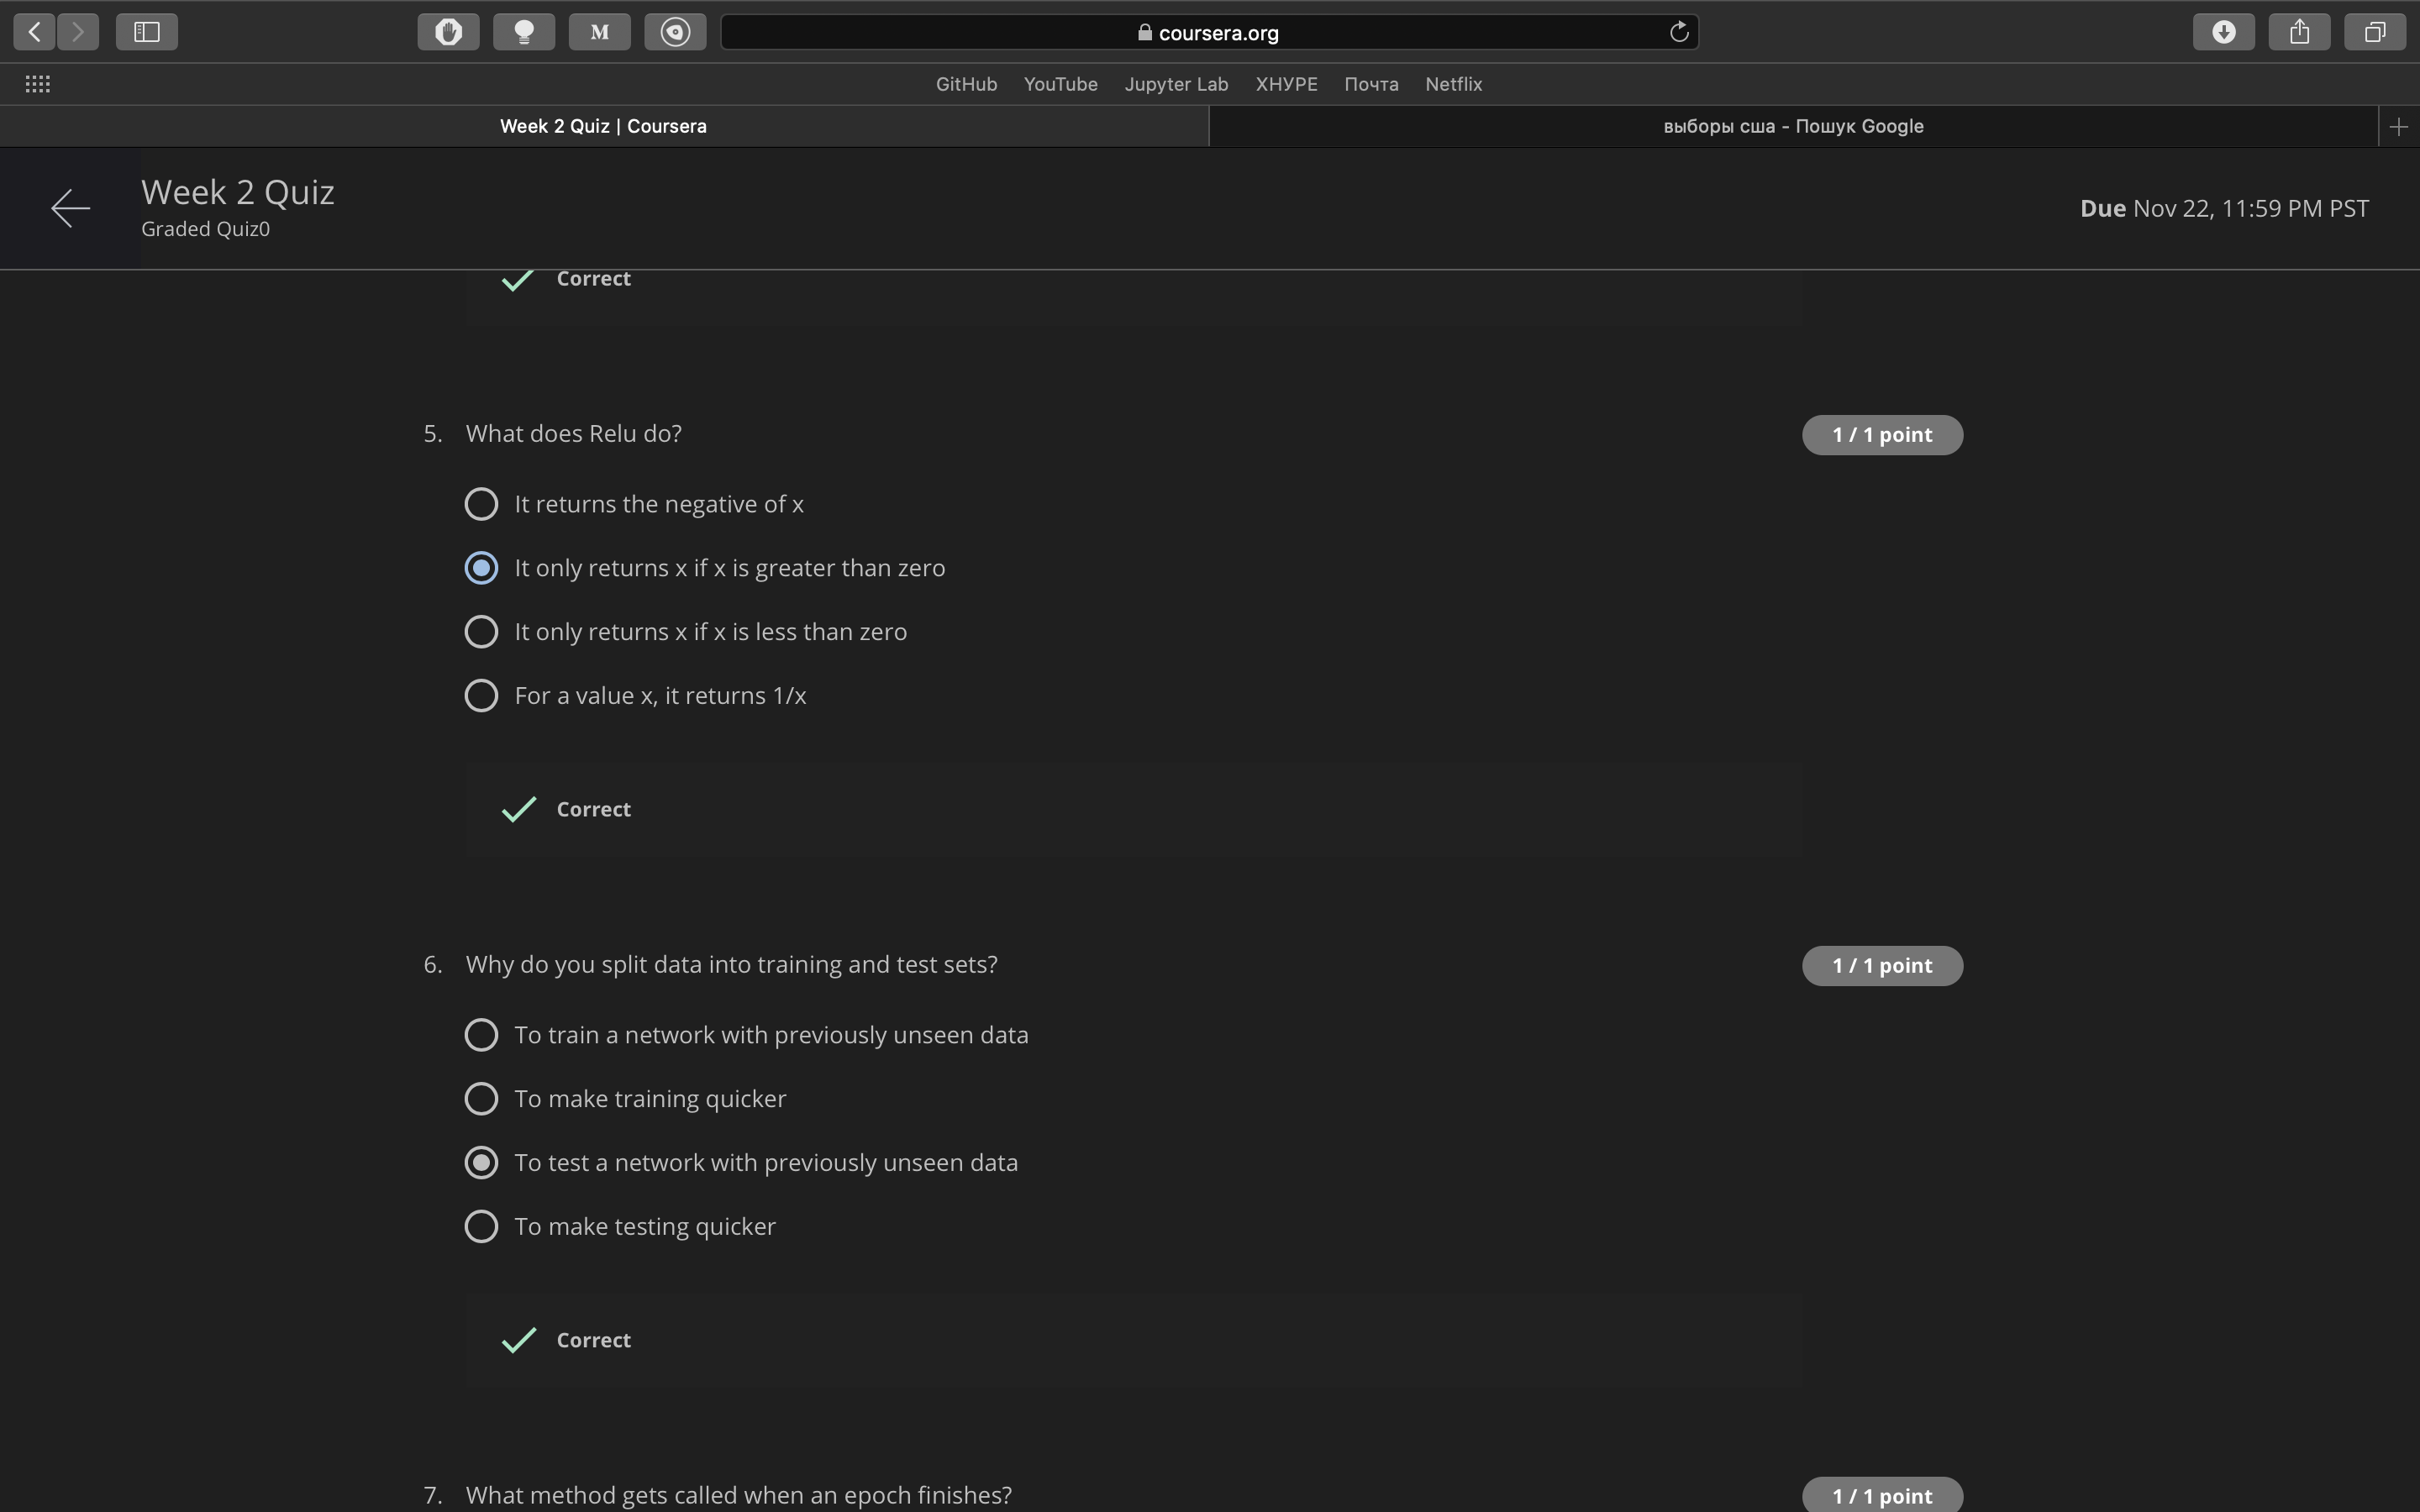 M
coursera.org
GitHub YouTube Jupyter Lab ХНУРЕ Почта Netflix
Week 2 Quiz | Coursera
выборы сша - Пошук Google
Week 2 Quiz
Graded Quiz0
Due Nov 22, 11:59 PM PST
Correct
5. What does Relu do?
1 / 1 point
It returns the negative of x
It only returns x if x is greater than zero
It only returns x if x is less than zero
For a value x, it returns 1/x
Correct
6. Why do you split data into training and test sets?
1 / 1 point
To train a network with previously unseen data
To make training quicker
To test a network with previously unseen data
To make testing quicker
Correct
7. What method gets called when an epoch finishes?
1 / 1 point